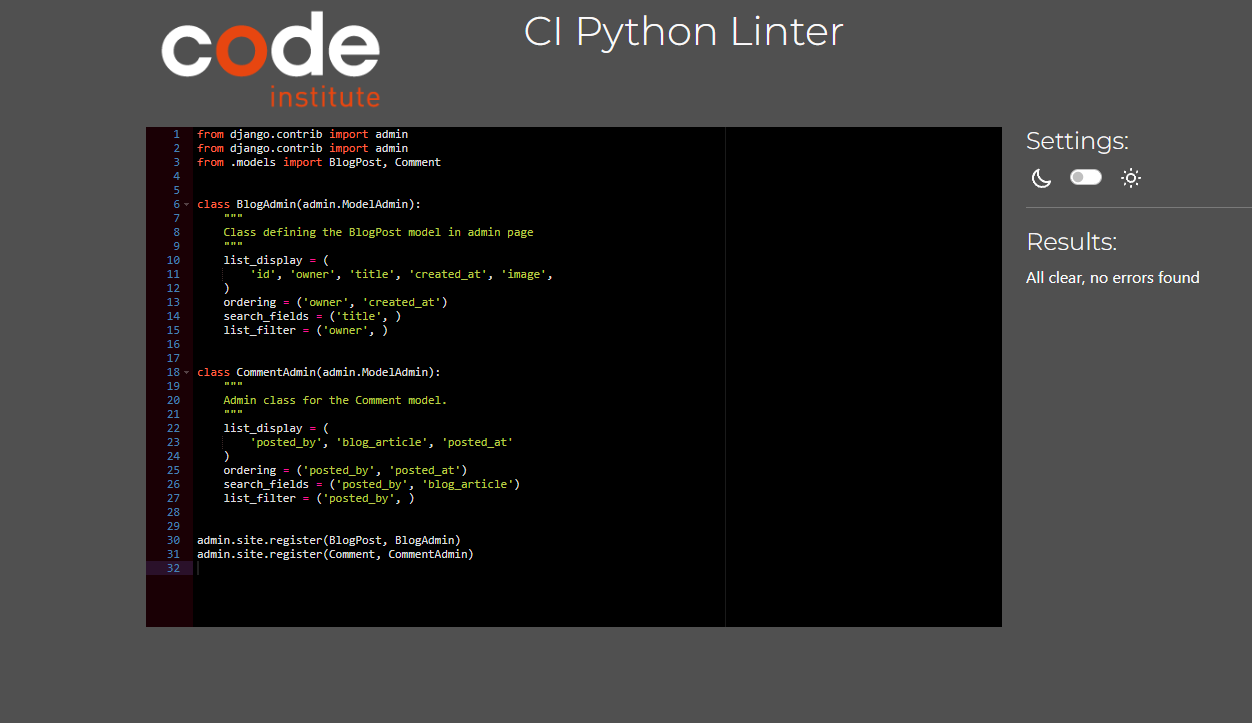 code
institute
CI Python Linter
1 from django.contrib import admin
2 from django.contrib import admin
3 from .models import BlogPost, Comment
4
5
6 class BlogAdmin(admin.ModelAdmin):
7     """
8     Class defining the BlogPost model in admin page
9     """
10     list_display = (
11         'id', 'owner', 'title', 'created_at', 'image',
12     )
13     ordering = ('owner', 'created_at')
14     search_fields = ('title', )
15     list_filter = ('owner', )
16
17
18 class CommentAdmin(admin.ModelAdmin):
19     """
20     Admin class for the Comment model.
21     """
22     list_display = (
23         'posted_by', 'blog_article', 'posted_at'
24     )
25     ordering = ('posted_by', 'posted_at')
26     search_fields = ('posted_by', 'blog_article')
27     list_filter = ('posted_by', )
28
29
30 admin.site.register(BlogPost, BlogAdmin)
31 admin.site.register(Comment, CommentAdmin)
32
Settings:
Results:
All clear, no errors found